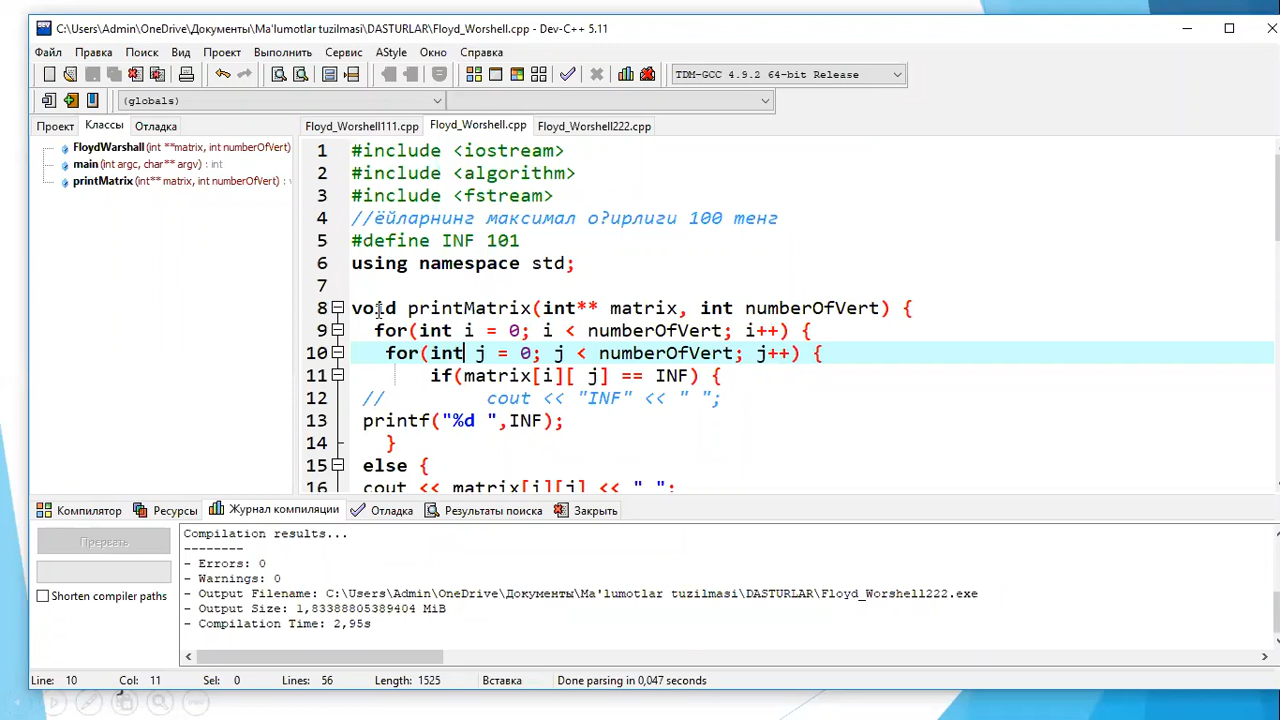 C:\Users\Admin\OneDrive\Документы\Ma'lumotlar tuzilmasi\DASTURLAR\Floyd_Worshell.cpp - Dev-C++ 5.11
Файл Правка Поиск Вид Проект Выполнить Сервис AStyle Окно Справка
TDM-GCC 4.9.2 64-bit Release
(globals)
Проект Классы Отладка
FloydWarshall (int **matrix, int numberOfVert)
main (int argc, char** argv) : int
printMatrix (int** matrix, int numberOfVert) :
Floyd_Worshell111.cpp Floyd_Worshell.cpp Floyd_Worshell222.cpp
1 #include <iostream>
2 #include <algorithm>
3 #include <fstream>
4 //ёйларнинг максимал о?ирлиги 100 тенг
5 #define INF 101
6 using namespace std;
7
8 void printMatrix(int** matrix, int numberOfVert) {
9 for(int i = 0; i < numberOfVert; i++) {
10 for(int j = 0; j < numberOfVert; j++) {
11 if(matrix[i][ j] == INF) {
12 // cout << "INF" << " ";
13 printf("%d ",INF);
14 }
15 else {
16 cout << matrix[i][j] << " ";
Компилятор Ресурсы Журнал компиляции Отладка Результаты поиска Закрыть
Прервать
Shorten compiler paths
Compilation results...
--------
- Errors: 0
- Warnings: 0
- Output Filename: C:\Users\Admin\OneDrive\Документы\Ma'lumotlar tuzilmasi\DASTURLAR\Floyd_Worshell222.exe
- Output Size: 1,83388805389404 MiB
- Compilation Time: 2,95s
Line: 10 Col: 11 Sel: 0 Lines: 56 Length: 1525 Вставка Done parsing in 0,047 seconds